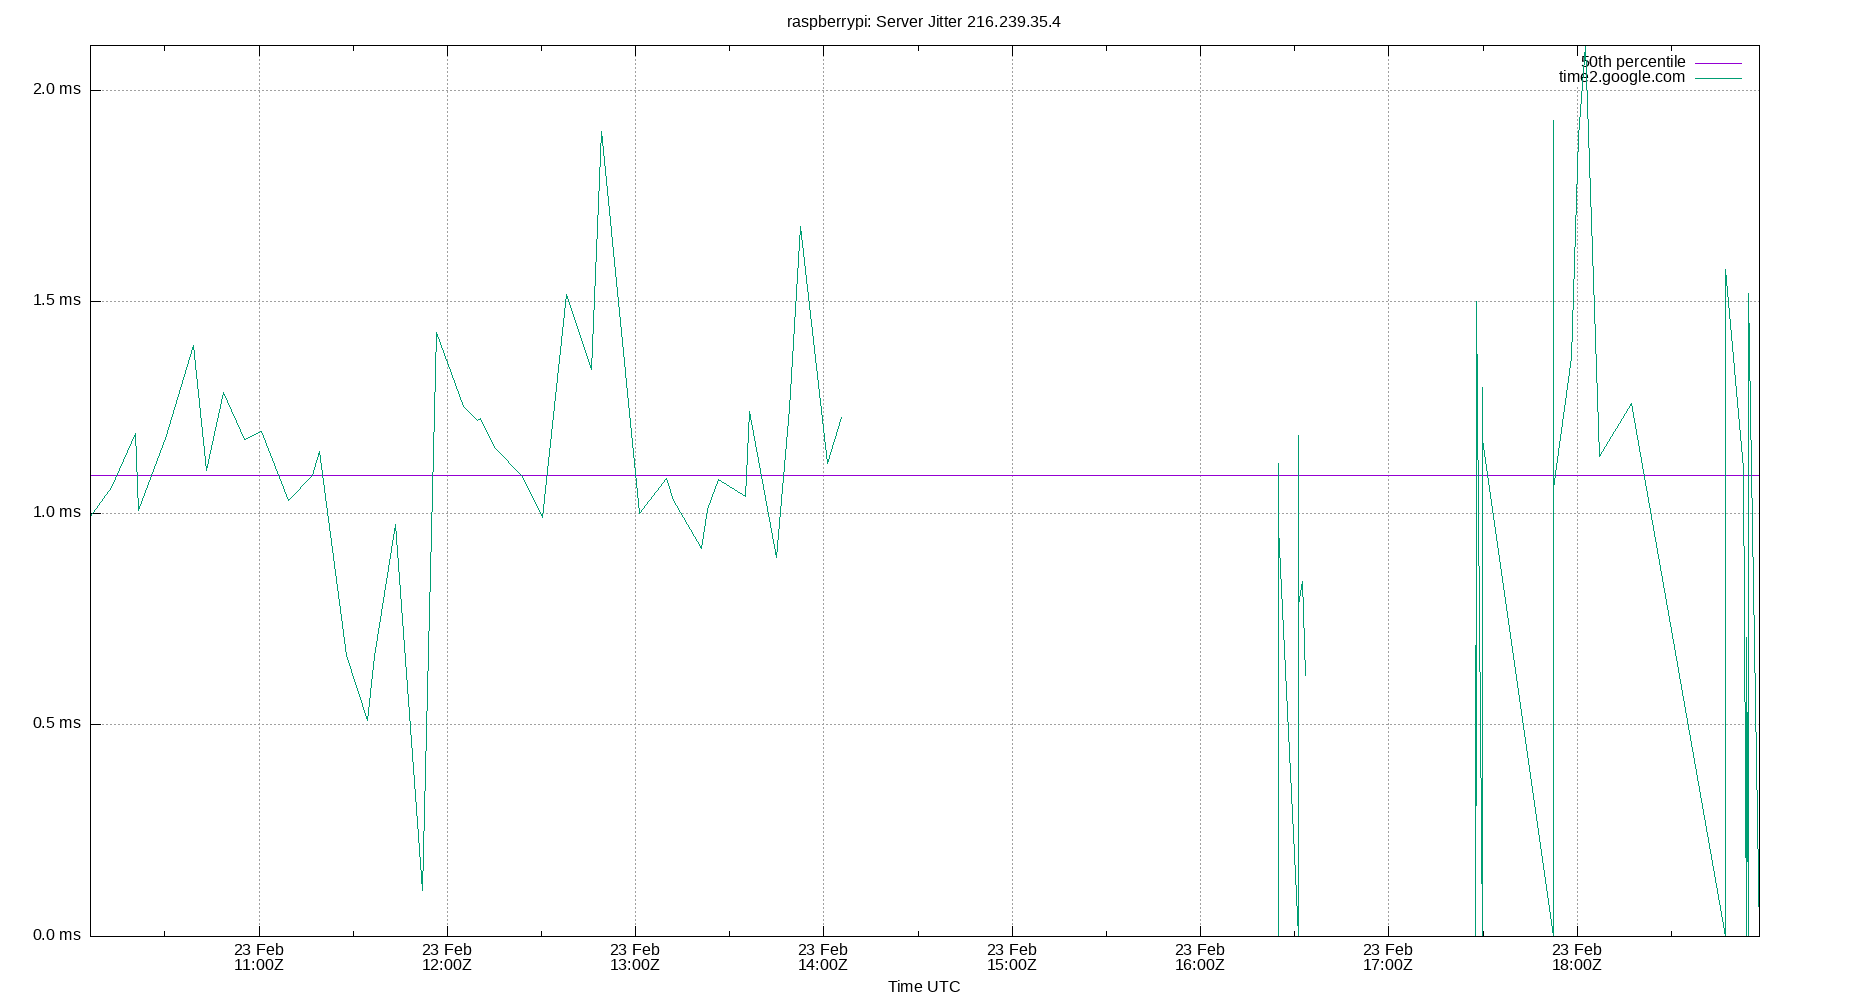 raspberrypi: Server Jitter 216.239.35.4
50th percentile
time2.google.com
2.0 ms
1.5 ms
1.0 ms
0.5 ms
0.0 ms
23 Feb 23 Feb 23 Feb 23 Feb 23 Feb 23 Feb 23 Feb 23 Feb
11:00Z 12:00Z 13:00Z 14:00Z 15:00Z 16:00Z 17:00Z 18:00Z
Time UTC